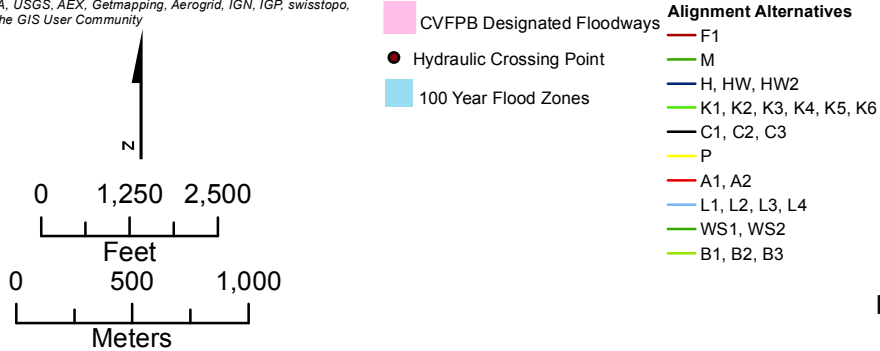 A, USGS, AEX, Getmapping, Aerogrid, IGN, IGP, swisstopo,
he GIS User Community
N
0 1,250 2,500
Feet
0 500 1,000
Meters
CVFPB Designated Floodways
Hydraulic Crossing Point
100 Year Flood Zones
Alignment Alternatives
F1
M
H, HW, HW2
K1, K2, K3, K4, K5, K6
C1, C2, C3
P
A1, A2
L1, L2, L3, L4
WS1, WS2
B1, B2, B3